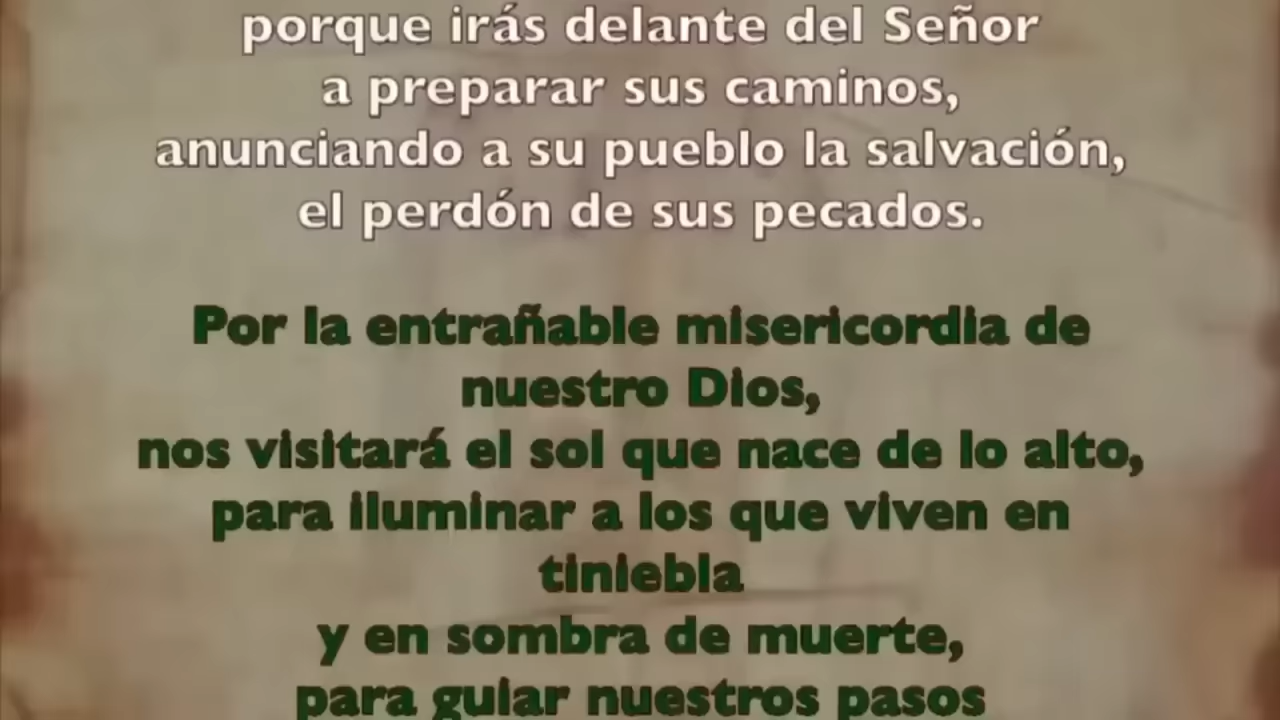 porque irás delante del Señor
a preparar sus caminos,
anunciando a su pueblo la salvación,
el perdón de sus pecados.
Por la entrañable misericordia de
nuestro Dios,
nos visitará el sol que nace de lo alto,
para iluminar a los que viven en
tiniebla
y en sombra de muerte,
para guiar nuestros pasos